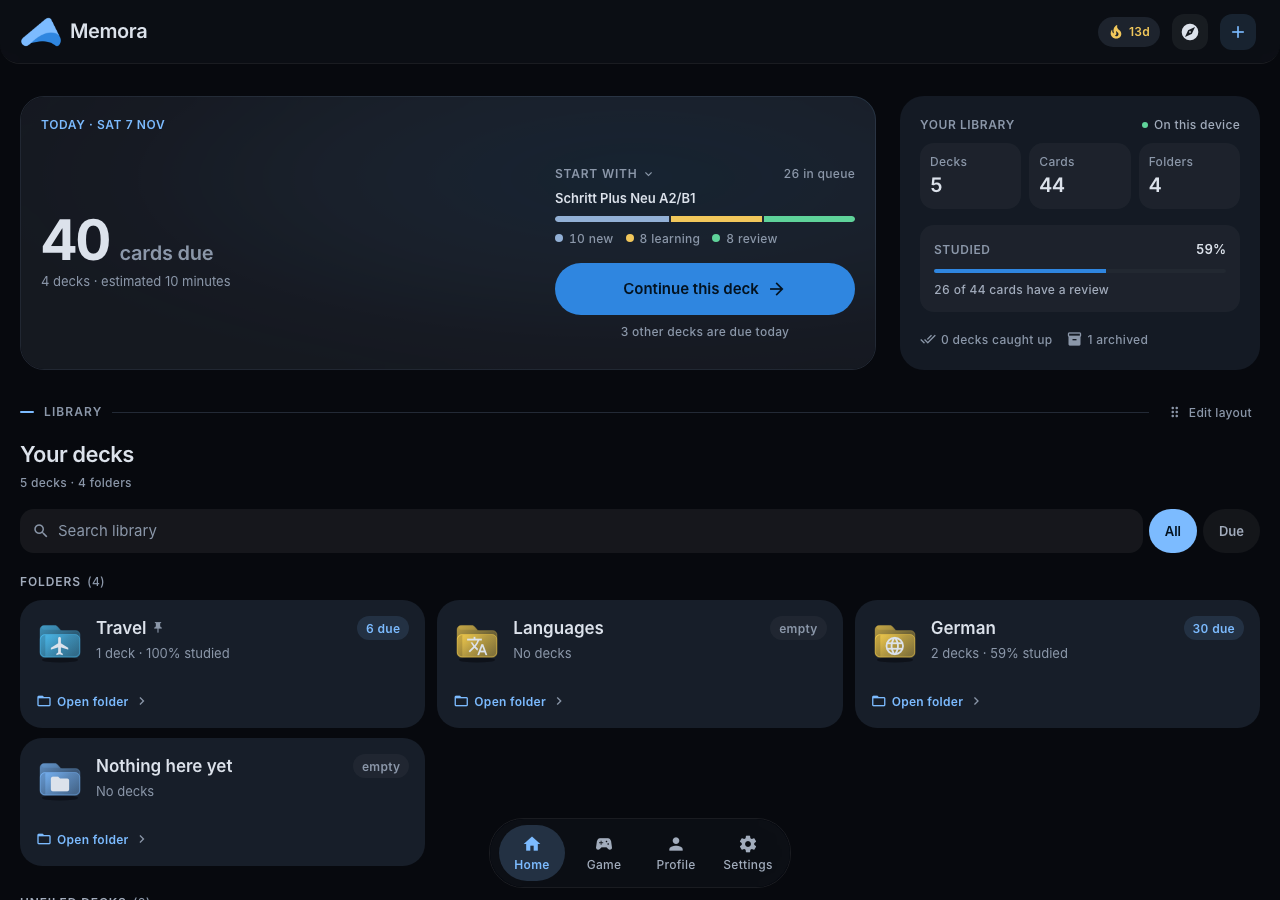 Memora
13d
TODAY · SAT 7 NOV
40 cards due
4 decks · estimated 10 minutes
START WITH
26 in queue
Schritt Plus Neu A2/B1
10 new
8 learning
8 review
Continue this deck
3 other decks are due today
YOUR LIBRARY
On this device
Decks
5
Cards
44
Folders
4
STUDIED
59%
26 of 44 cards have a review
0 decks caught up
1 archived
LIBRARY
Edit layout
Your decks
5 decks · 4 folders
Search library
All
Due
FOLDERS (4)
Travel
6 due
1 deck · 100% studied
Open folder
Languages
empty
No decks
Open folder
German
30 due
2 decks · 59% studied
Open folder
Nothing here yet
empty
No decks
Open folder
Home
Game
Profile
Settings